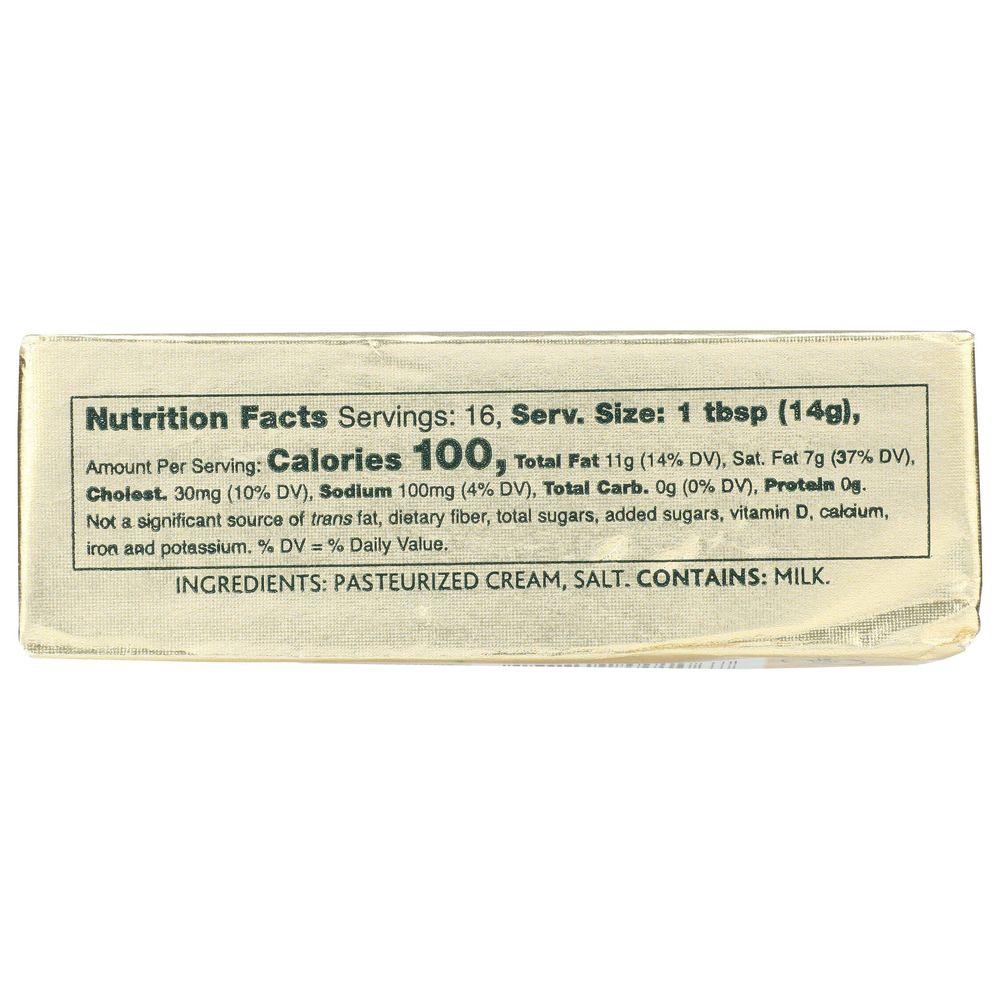 Nutrition Facts Servings: 16, Serv. Size: 1 tbsp (14g),
Amount Per Serving: Calories 100, Total Fat 11g (14% DV), Sat. Fat 7g (37% DV),
Cholest. 30mg (10% DV), Sodium 100mg (4% DV), Total Carb. 0g (0% DV), Protein 0g.
Not a significant source of trans fat, dietary fiber, total sugars, added sugars, vitamin D, calcium,
iron and potassium. % DV = % Daily Value.
INGREDIENTS: PASTEURIZED CREAM, SALT. CONTAINS: MILK.